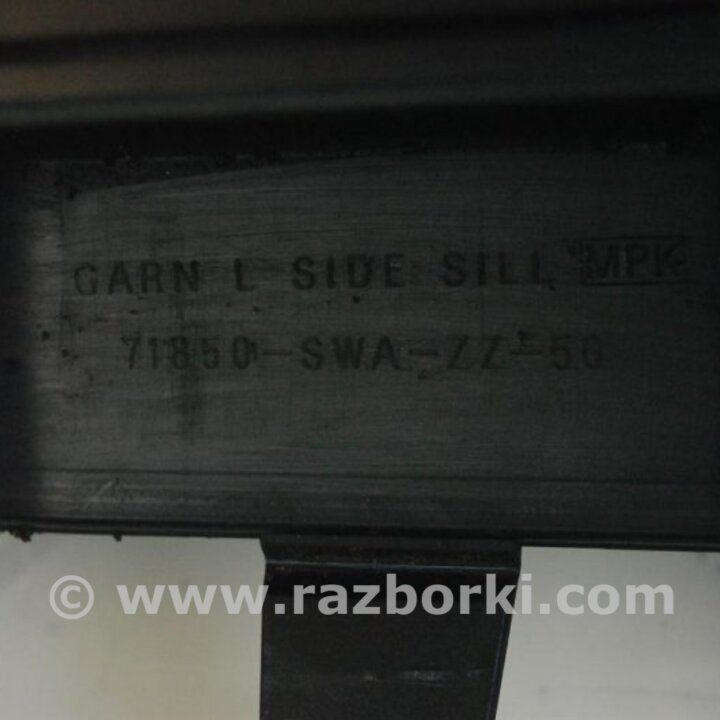 GARN L SIDE SILL MPK
71850-SWA-ZZ-50
© www.razborki.com